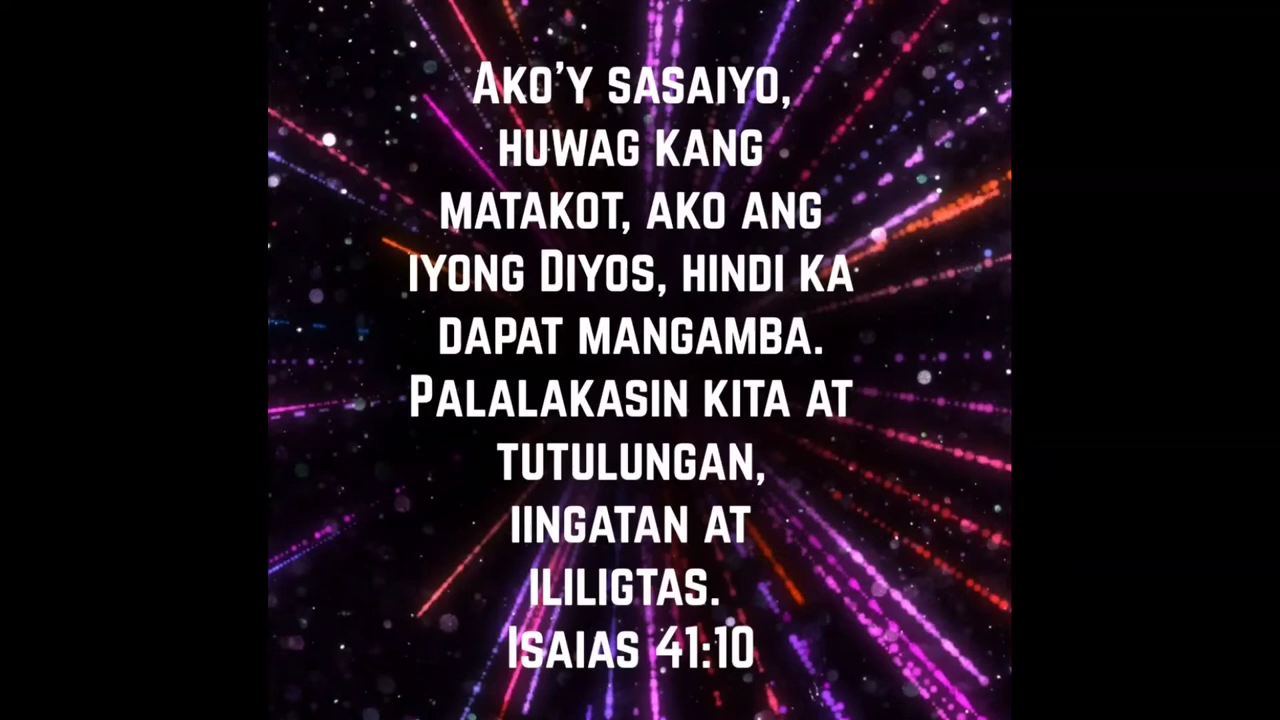 Ako'y sasaiyo,
huwag kang
matakot, ako ang
iyong Diyos, hindi ka
dapat mangamba.
Palalakasin kita at
tutulungan,
iingatan at
ililigtas.
Isaias 41:10